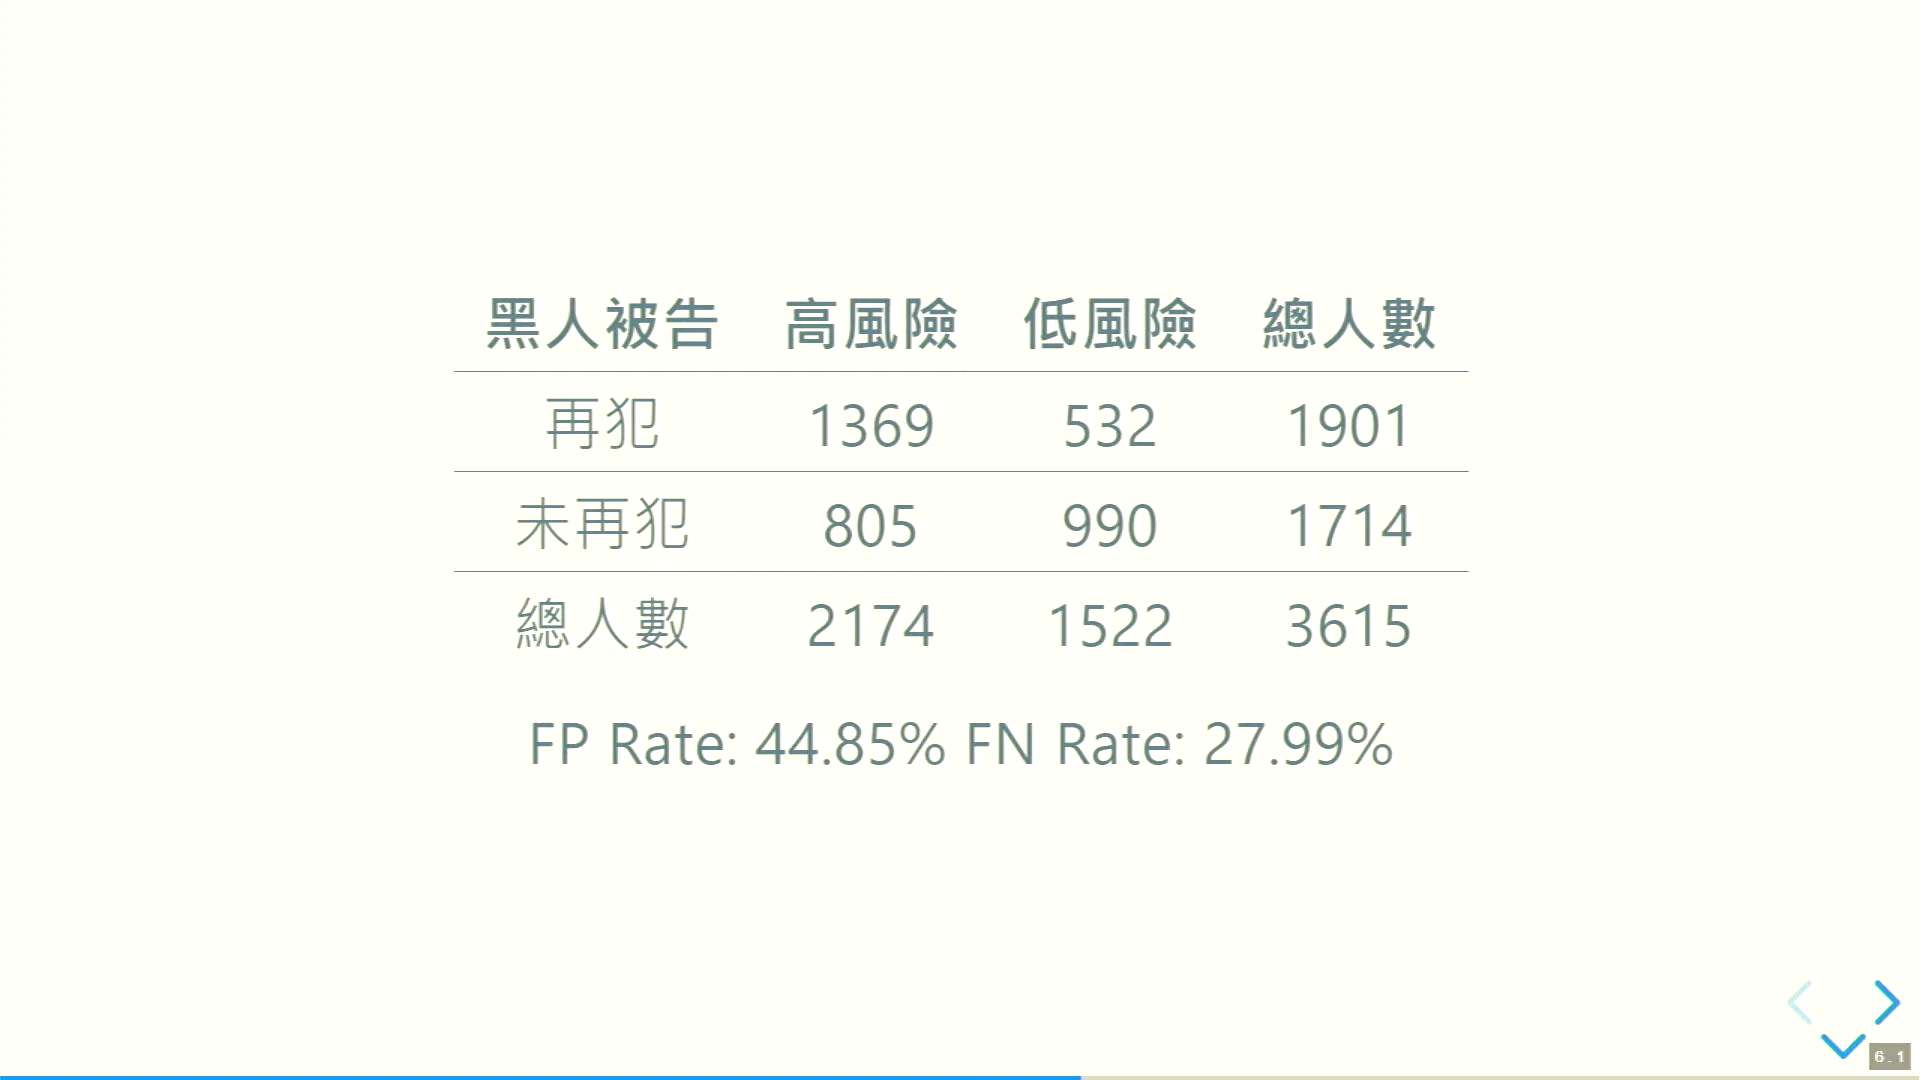 黑人被告 高風險 低風險 總人數
再犯 1369 532 1901
未再犯 805 990 1714
總人數 2174 1522 3615
FP Rate: 44.85% FN Rate: 27.99%
6.1